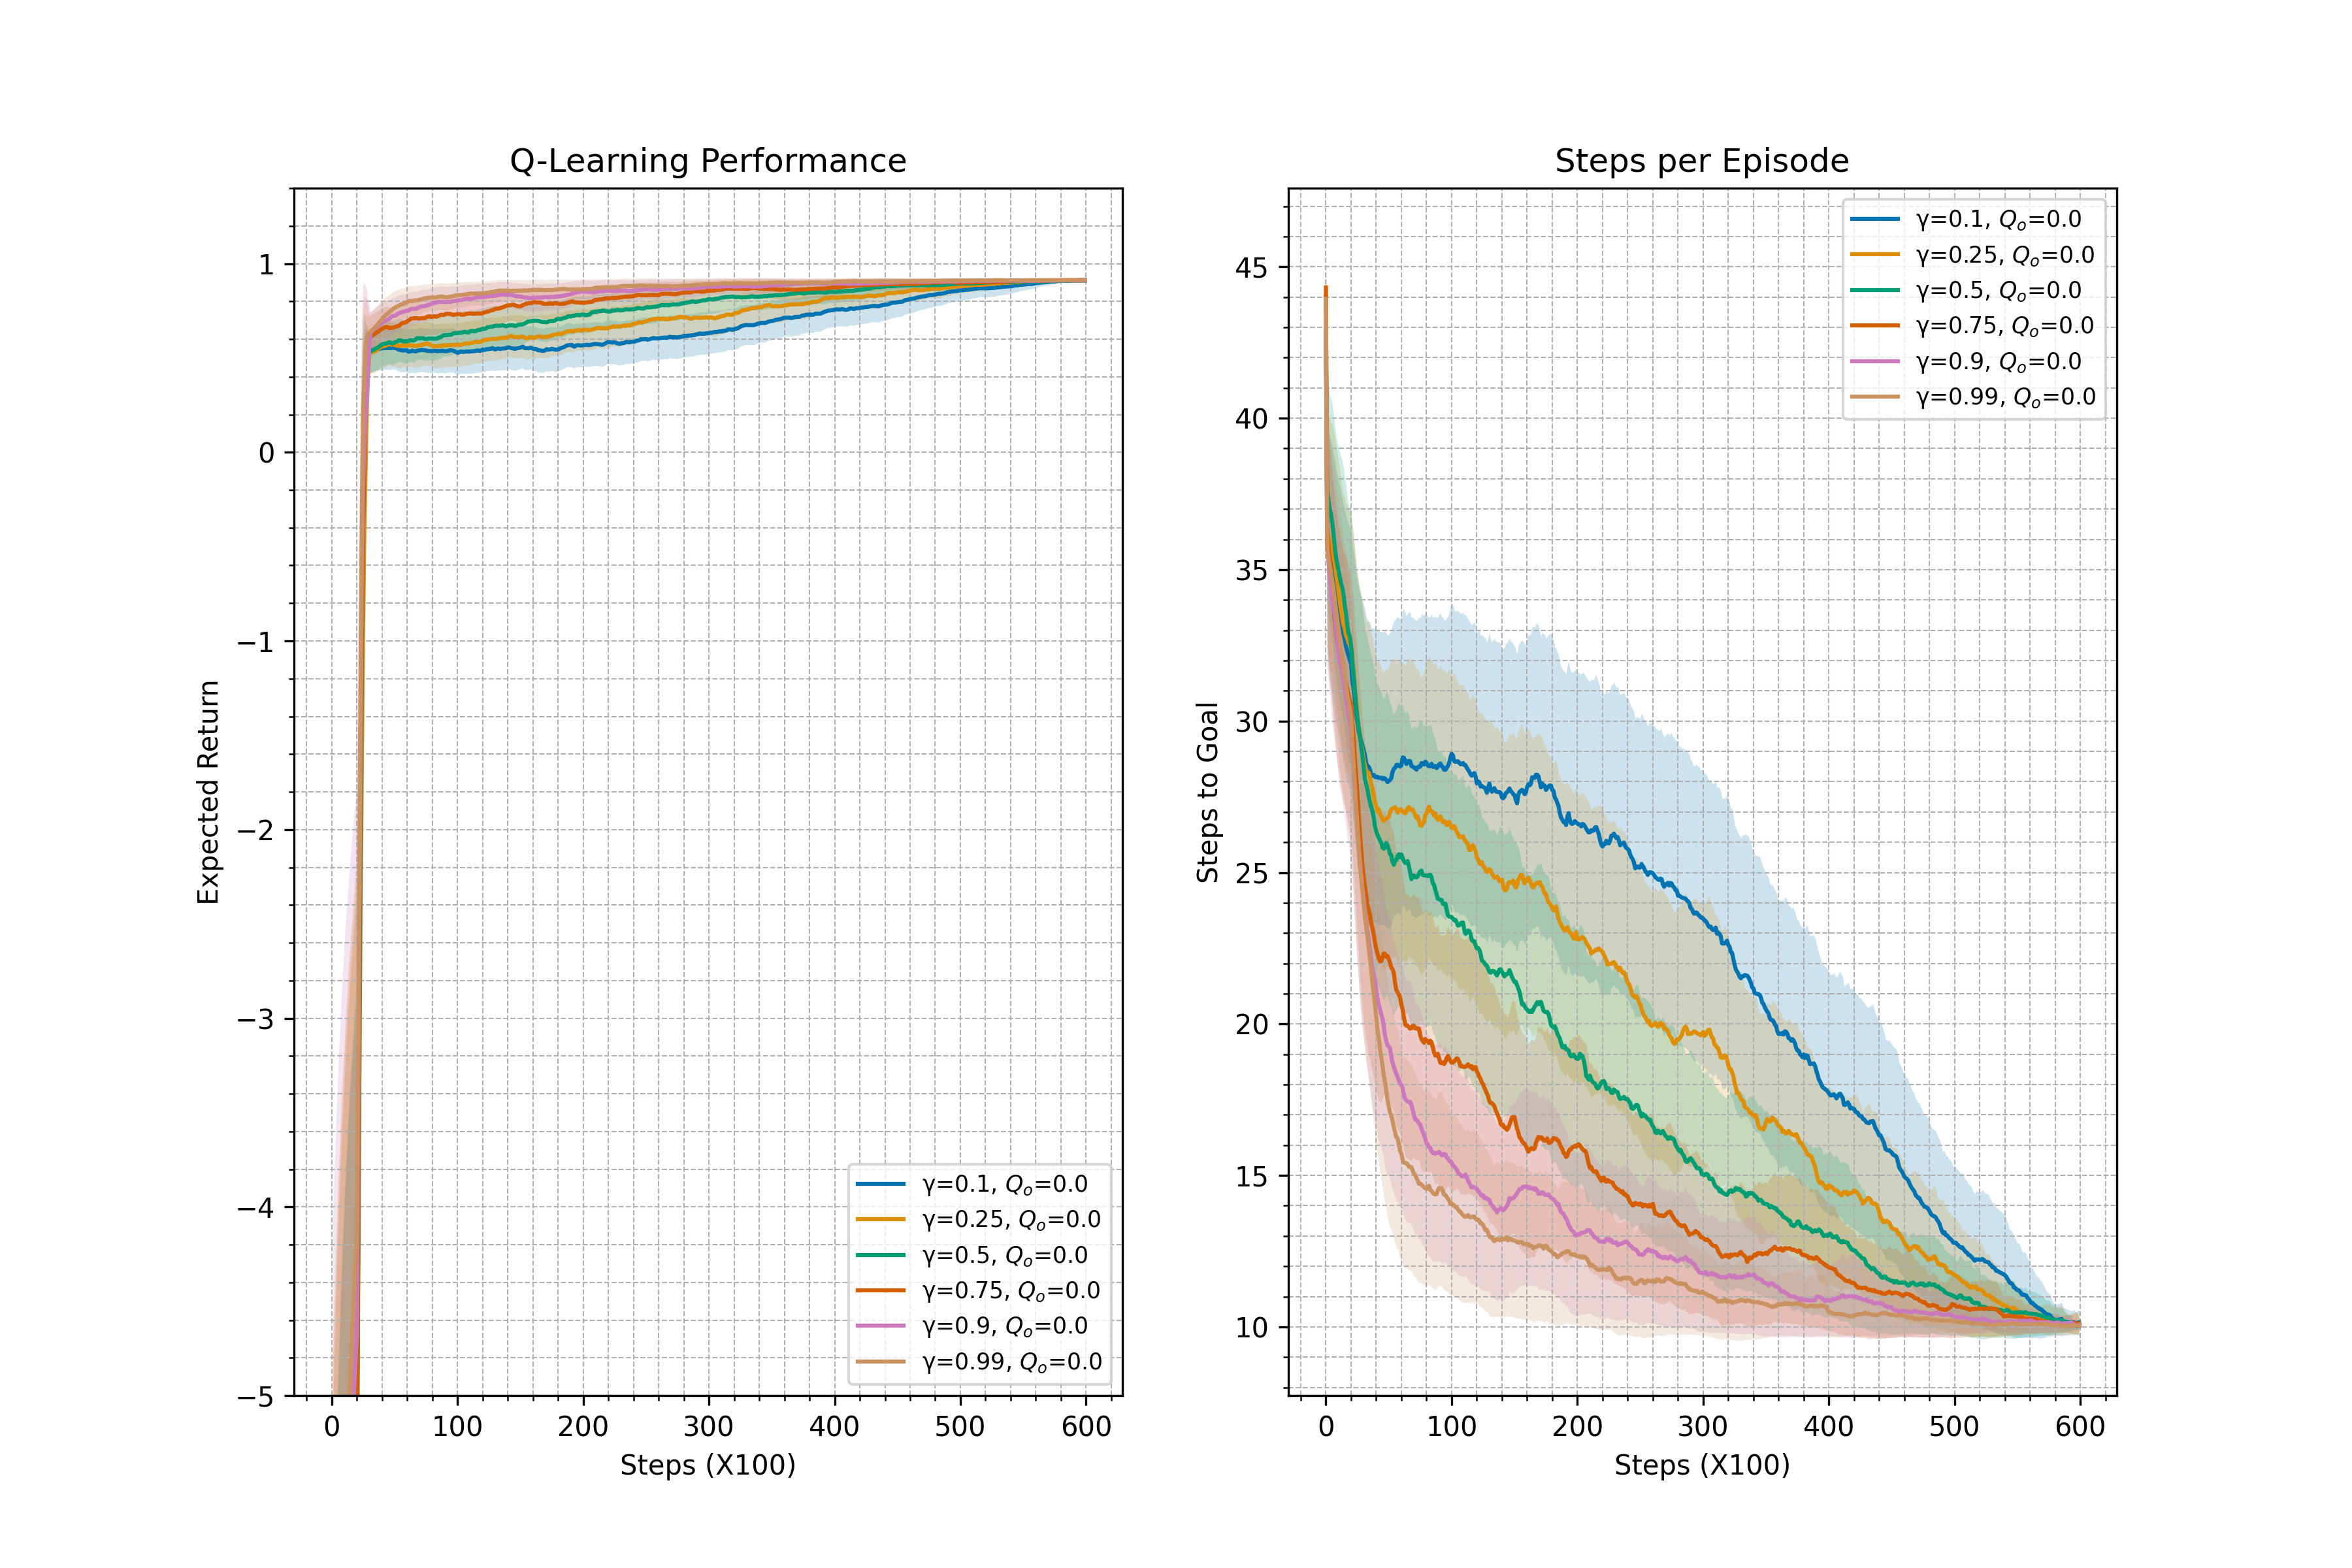 Q-Learning Performance
1
0
−1
−2
−3
−4
−5
Expected Return
0 100 200 300 400 500 600
Steps (X100)
γ=0.1, Qₒ=0.0
γ=0.25, Qₒ=0.0
γ=0.5, Qₒ=0.0
γ=0.75, Qₒ=0.0
γ=0.9, Qₒ=0.0
γ=0.99, Qₒ=0.0
Steps per Episode
45
40
35
30
25
20
15
10
Steps to Goal
0 100 200 300 400 500 600
Steps (X100)
γ=0.1, Qₒ=0.0
γ=0.25, Qₒ=0.0
γ=0.5, Qₒ=0.0
γ=0.75, Qₒ=0.0
γ=0.9, Qₒ=0.0
γ=0.99, Qₒ=0.0